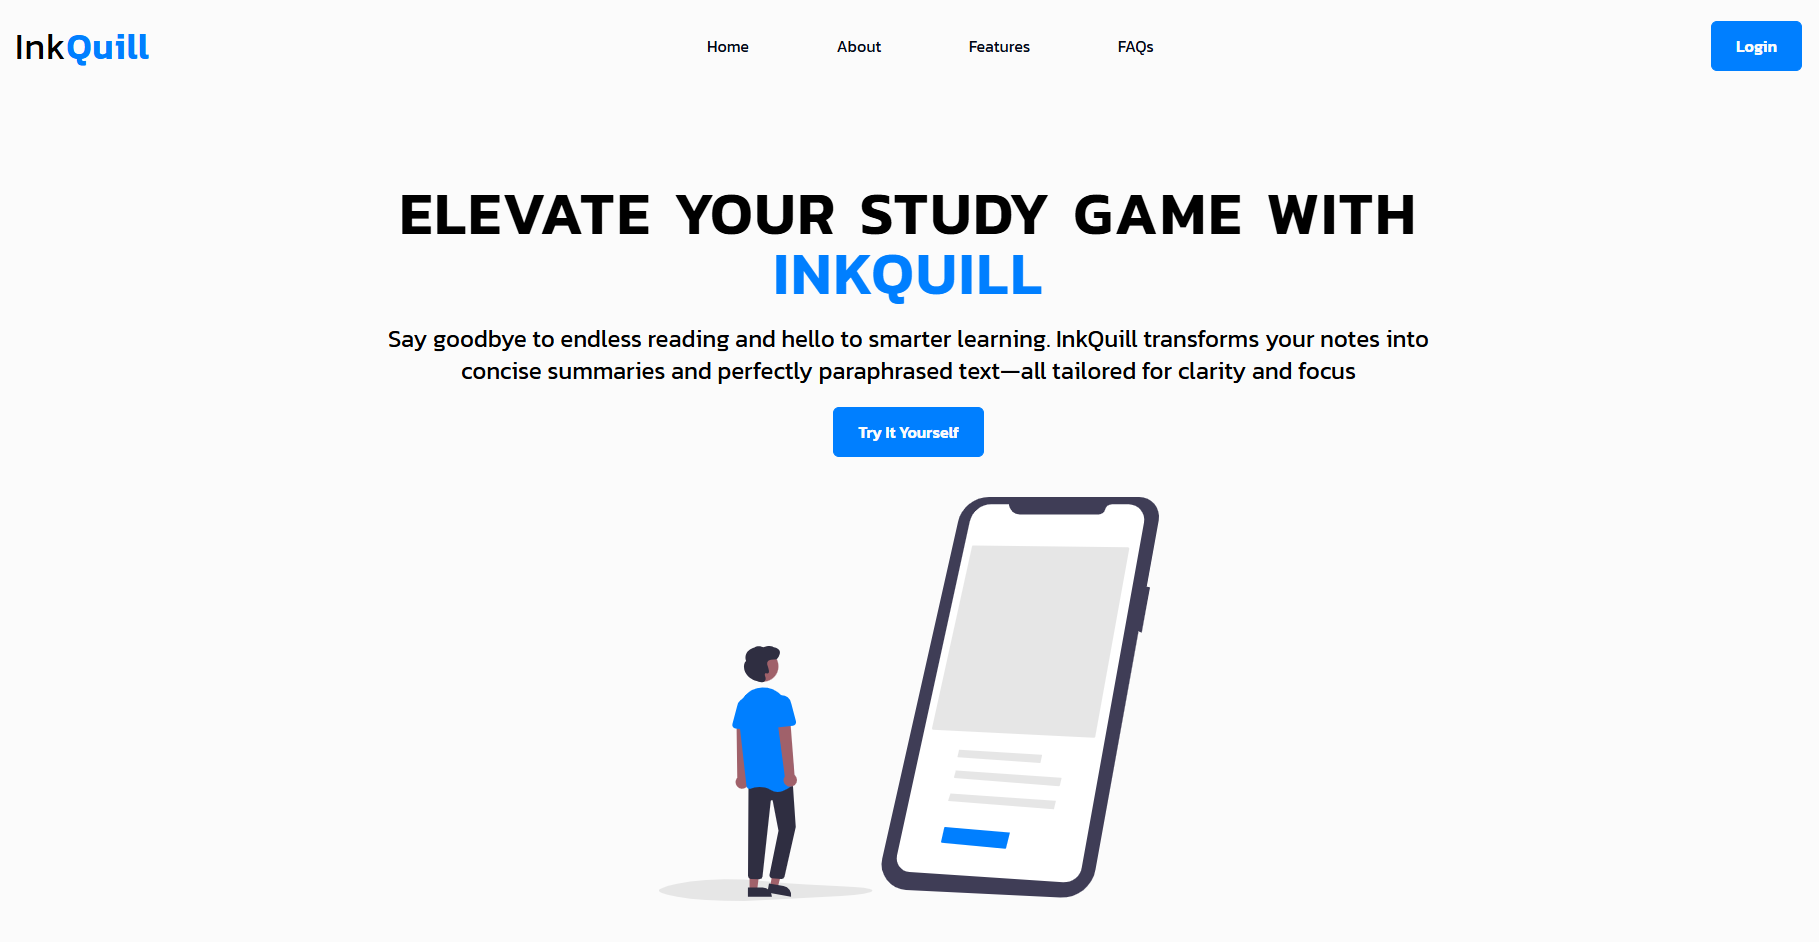 InkQuill
Home About Features FAQs
Login
ELEVATE YOUR STUDY GAME WITH
INKQUILL
Say goodbye to endless reading and hello to smarter learning. InkQuill transforms your notes into
concise summaries and perfectly paraphrased text—all tailored for clarity and focus
Try It Yourself